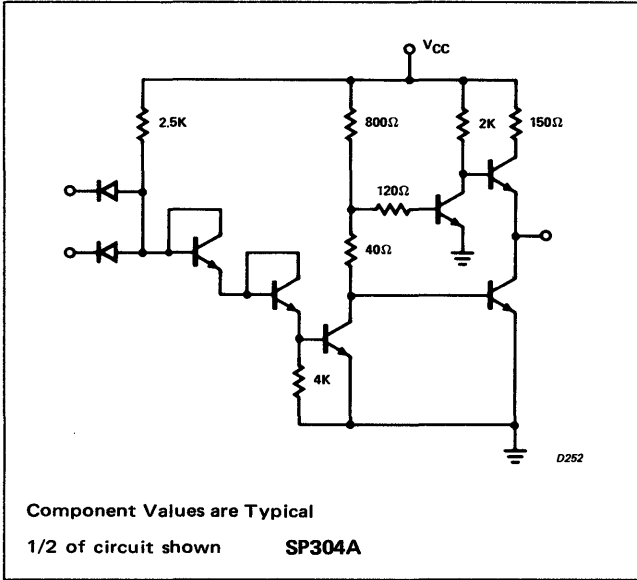 VCC
2.5K
800Ω
2K
150Ω
120Ω
40Ω
4K
D252
Component Values are Typical
1/2 of circuit shown SP304A